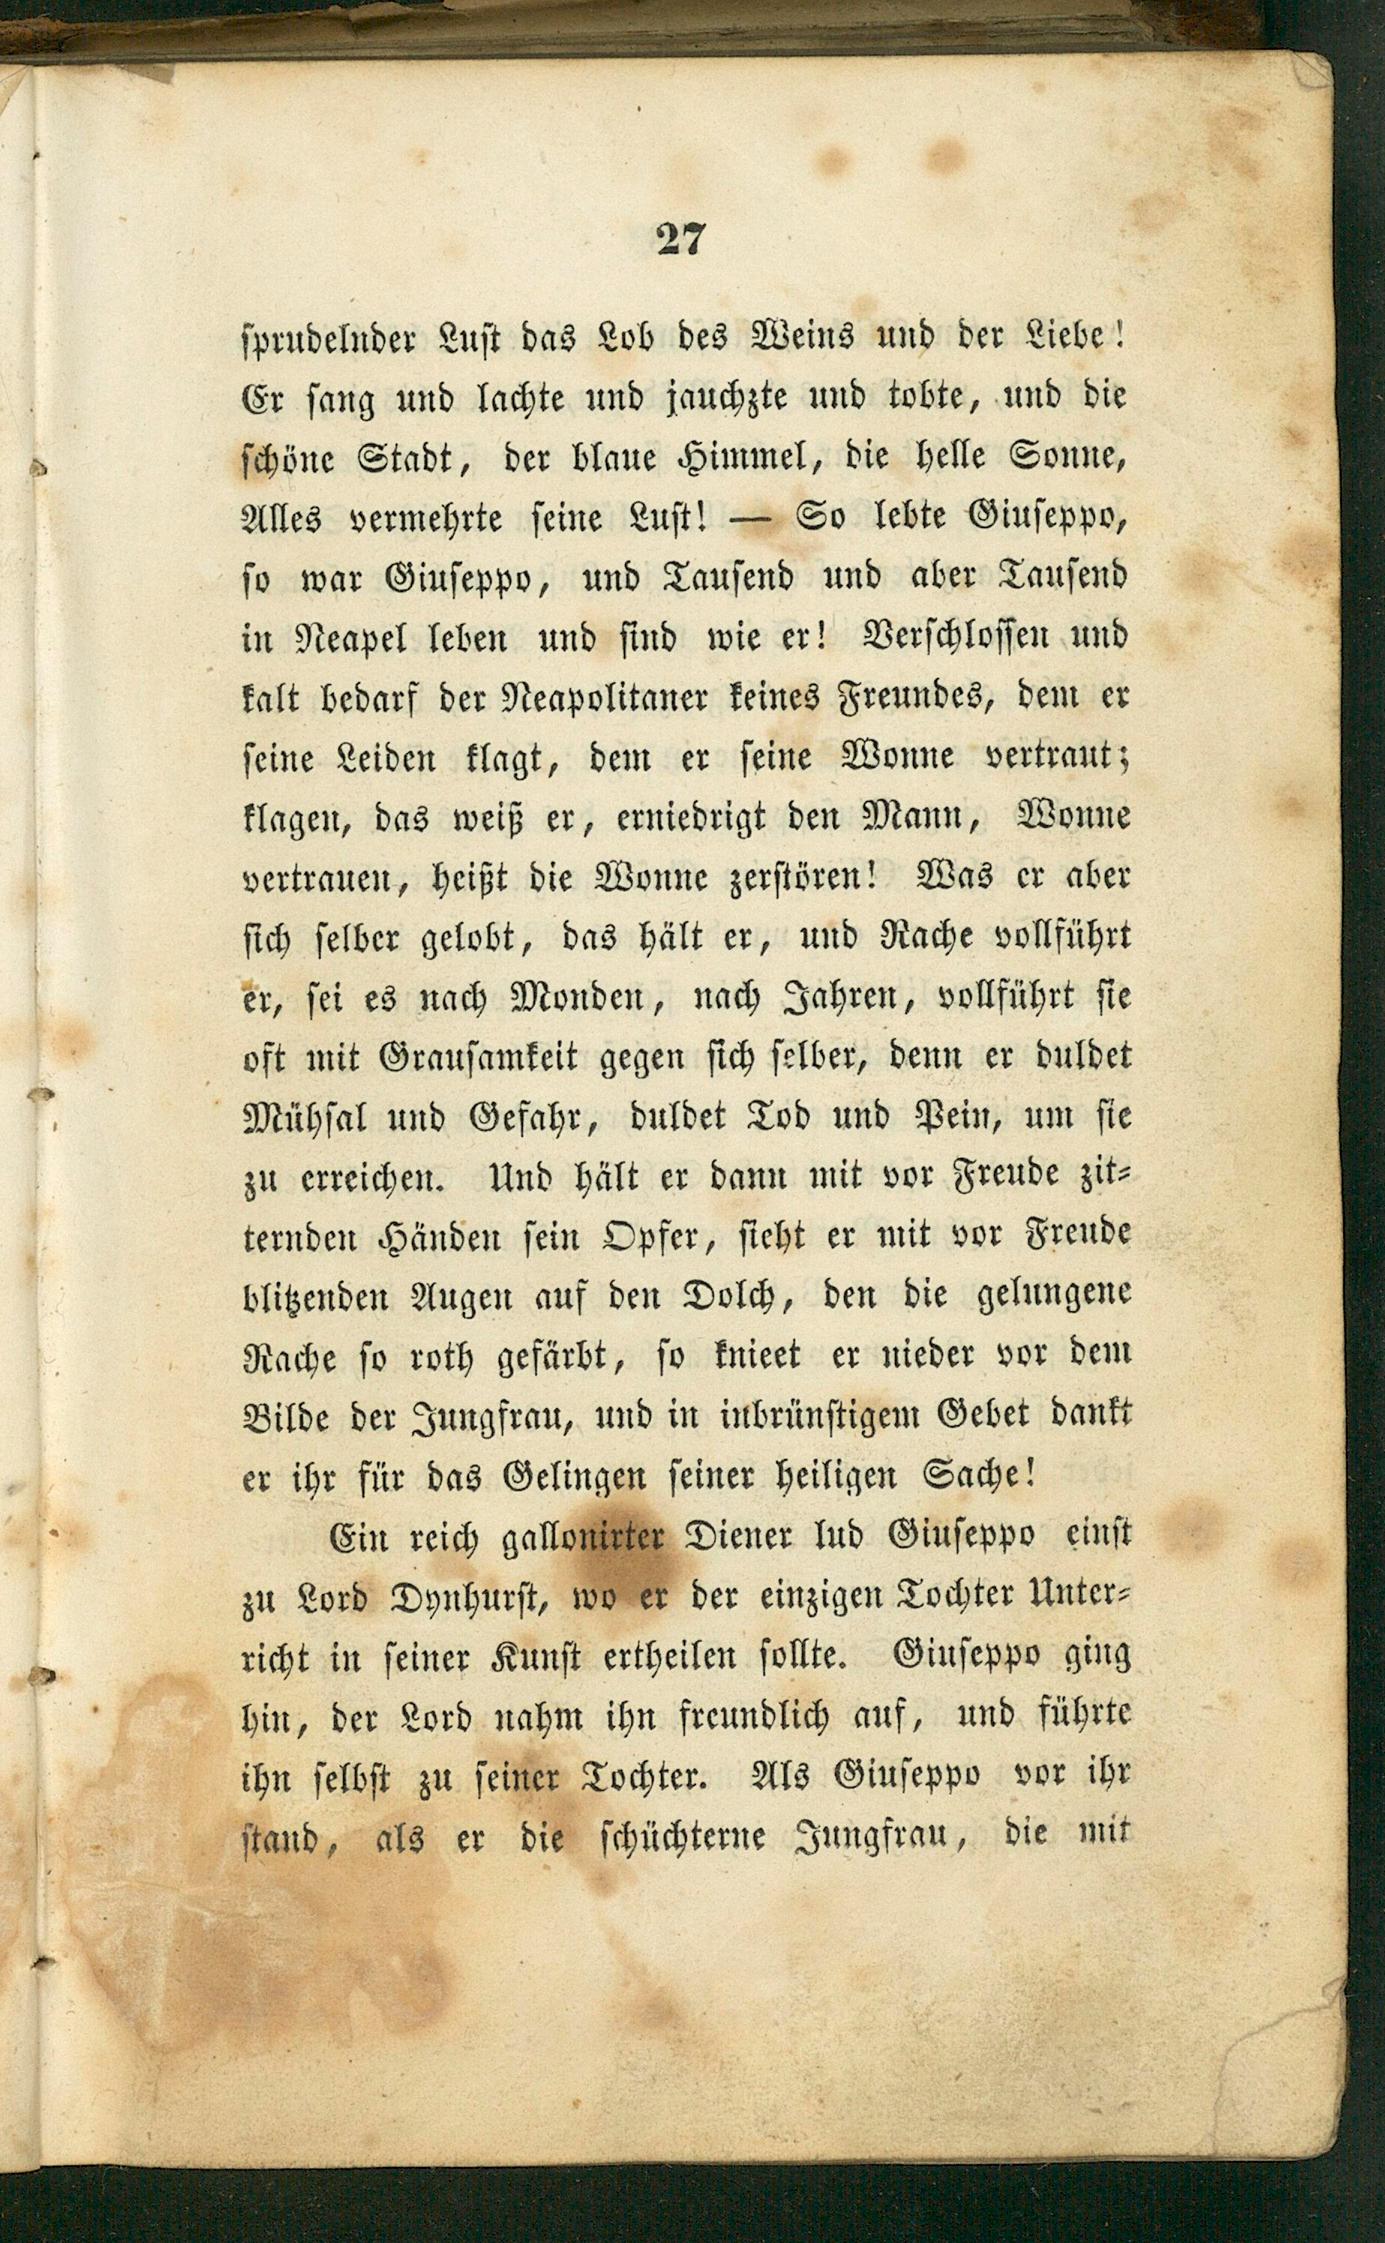 27
sprudelnder Lust das Lob des Weins und der Liebe!
Er sang und lachte und jauchzte und tobte, und die
schöne Stadt, der blaue Himmel, die helle Sonne,
Alles vermehrte seine Lust! — So lebte Giuseppo,
so war Giuseppo, und Tausend und aber Tausend
in Neapel leben und sind wie er! Verschlossen und
kalt bedarf der Neapolitaner keines Freundes, dem er
seine Leiden klagt, dem er seine Wonne vertraut;
klagen, das weiß er, erniedrigt den Mann, Wonne
vertrauen, heißt die Wonne zerstören! Was er aber
sich selber gelobt, das hält er, und Rache vollführt
er, sei es nach Monden, nach Jahren, vollführt sie
oft mit Grausamkeit gegen sich selber, denn er duldet
Mühsal und Gefahr, duldet Tod und Pein, um sie
zu erreichen. Und hält er dann mit vor Freude zit-
ternden Händen sein Opfer, sieht er mit vor Freude
blitzenden Augen auf den Dolch, den die gelungene
Rache so roth gefärbt, so knieet er nieder vor dem
Bilde der Jungfrau, und in inbrünstigem Gebet dankt
er ihr für das Gelingen seiner heiligen Sache!
Ein reich gallonirter Diener lud Giuseppo einst
zu Lord Dynhurst, wo er der einzigen Tochter Unter-
richt in seiner Kunst ertheilen sollte. Giuseppo ging
hin, der Lord nahm ihn freundlich auf, und führte
ihn selbst zu seiner Tochter. Als Giuseppo vor ihr
stand, als er die schüchterne Jungfrau, die mit